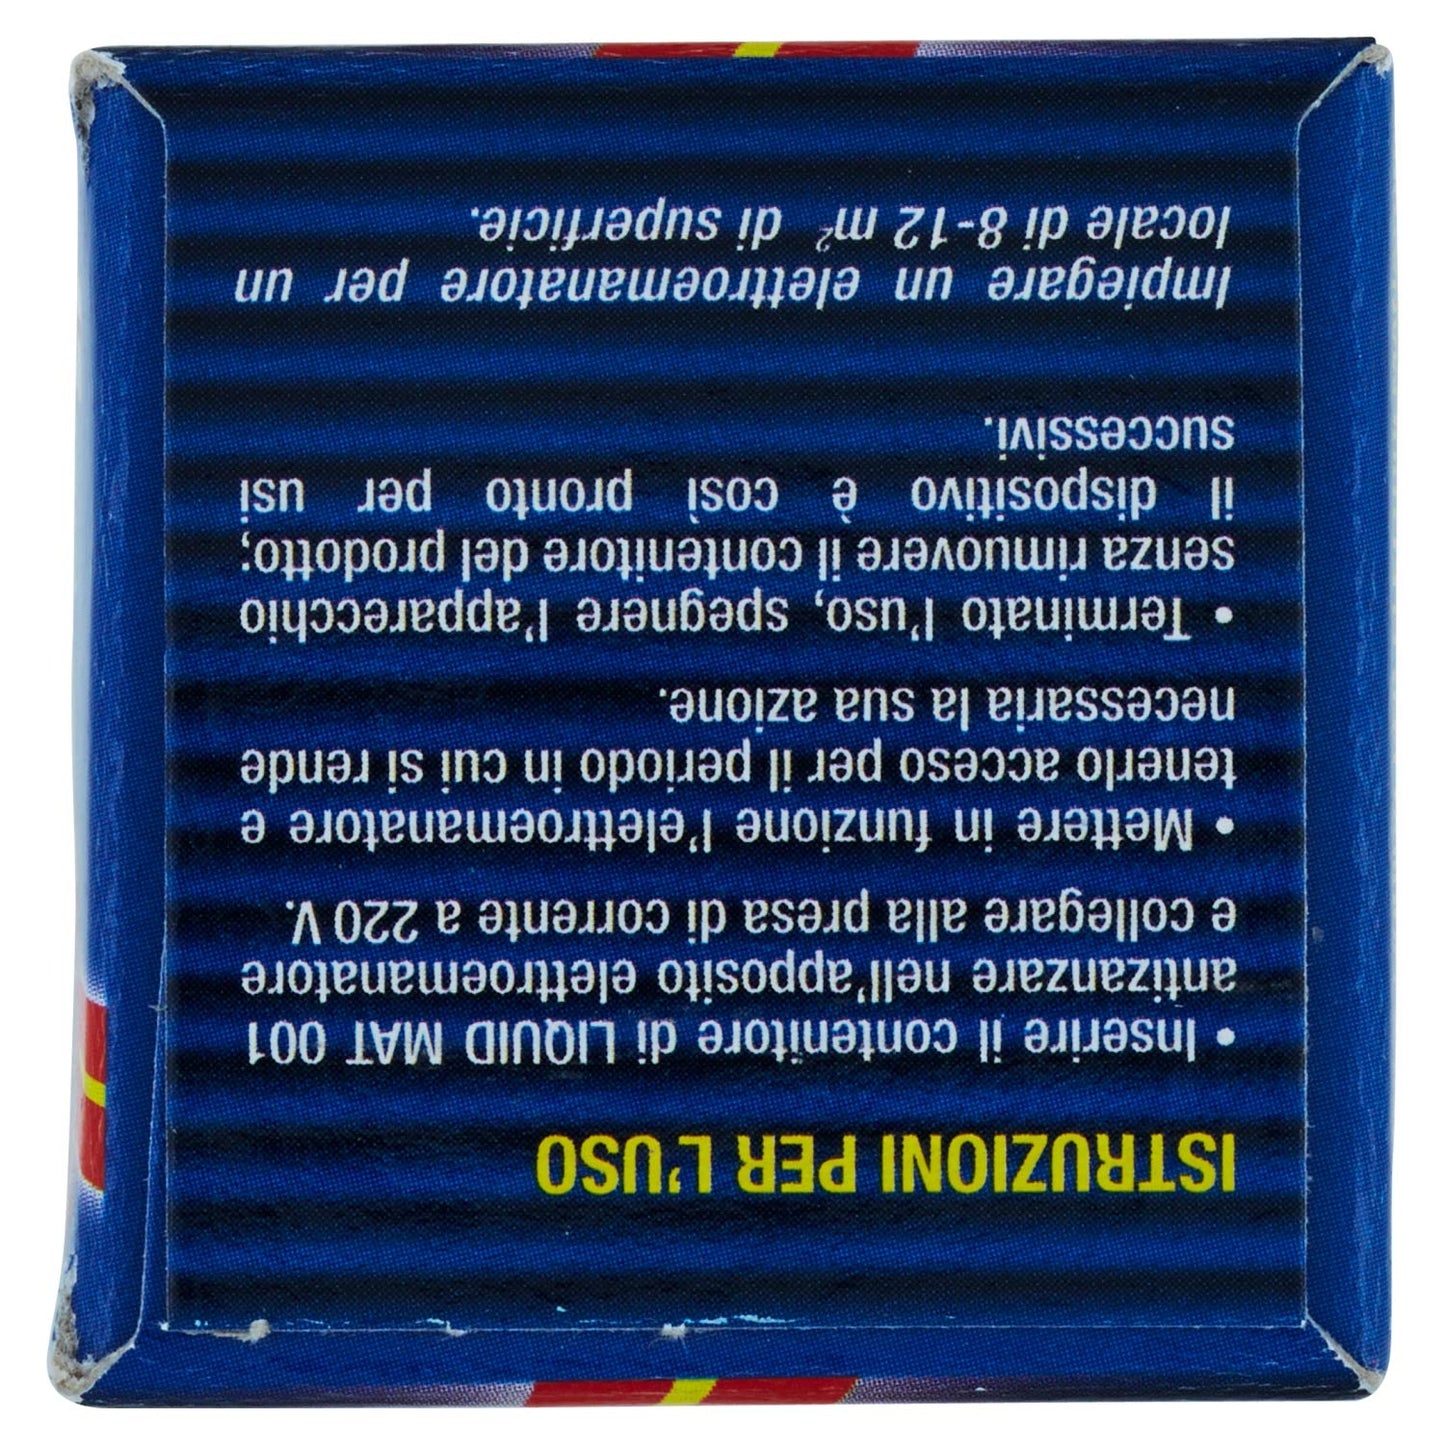 ISTRUZIONI PER L'USO
• Inserire il contenitore di LIQUID MAT 001
antizanzare nell'apposito elettroemanatore
e collegare alla presa di corrente a 220 V.
• Mettere in funzione l'elettroemanatore e
tenerlo acceso per il periodo in cui si rende
necessaria la sua azione.
• Terminato l'uso, spegnere l'apparecchio
senza rimuovere il contenitore del prodotto;
il dispositivo è così pronto per usi
successivi.
Impiegare un elettroemanatore per un
locale di 8-12 m² di superficie.